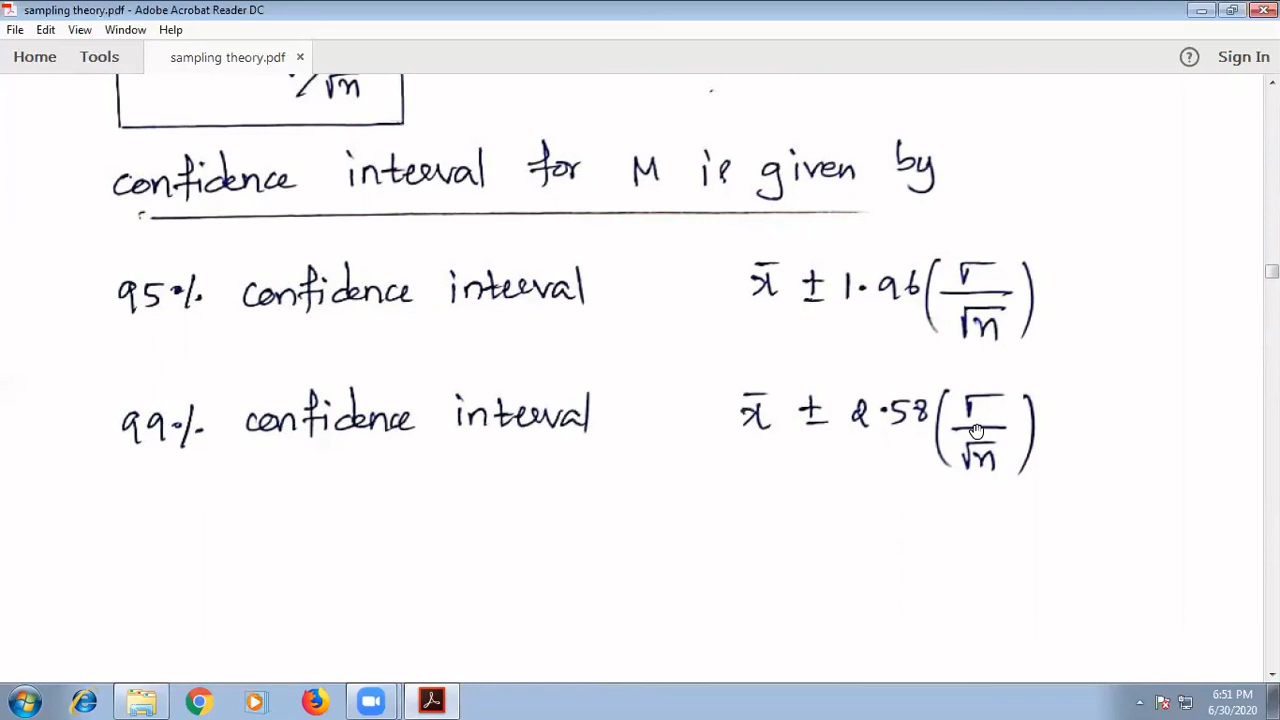 sampling theory.pdf - Adobe Acrobat Reader DC
File Edit View Window Help
Home Tools sampling theory.pdf × ? Sign In
/√n
confidence interval for M is given by
95% confidence interval x̄ ± 1.96 (σ/√n)
99% confidence interval x̄ ± 2.58 (σ/√n)
6:51 PM
6/30/2020